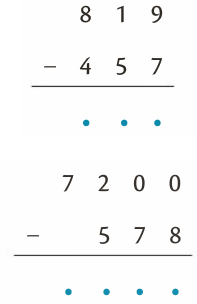 8 1 9
− 4 5 7
. . .
7 2 0 0
− 5 7 8
. . . .